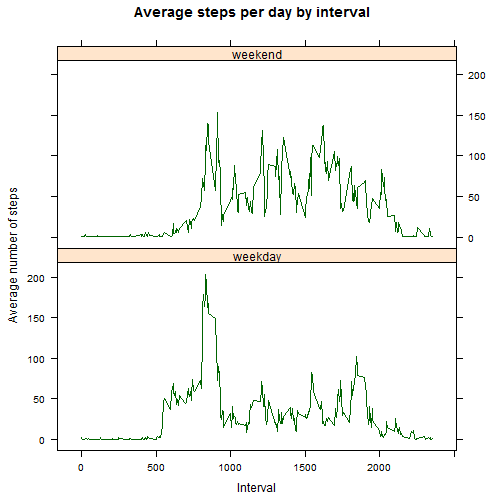 Average steps per day by interval
weekend
200
150
100
50
0
weekday
200
150
100
50
0
Average number of steps
0 500 1000 1500 2000
Interval